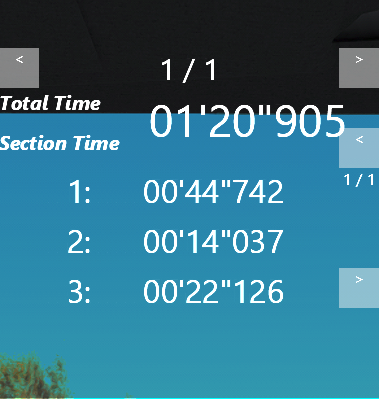 < 1 / 1 >
Total Time 01'20"905
Section Time <
1 / 1
1: 00'44"742
2: 00'14"037
3: 00'22"126 >